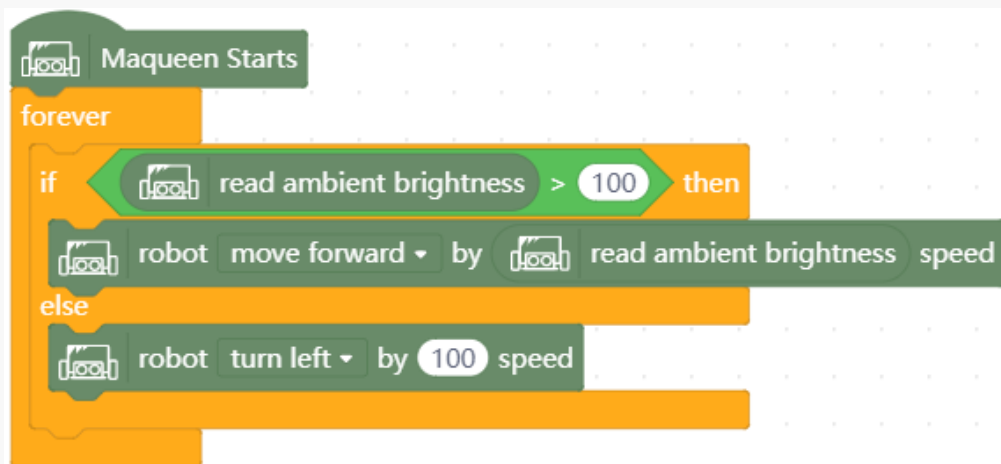 Maqueen Starts
forever
if read ambient brightness > 100 then
robot move forward by read ambient brightness speed
else
robot turn left by 100 speed